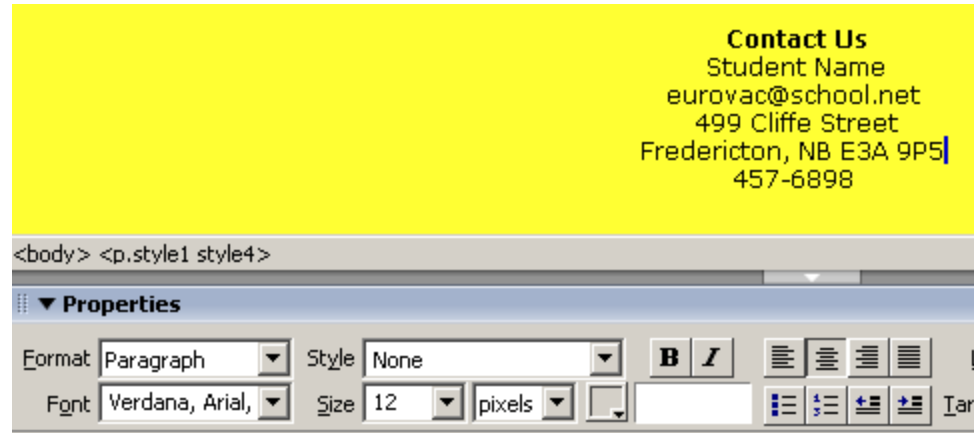 Contact Us
Student Name
eurovac@school.net
499 Cliffe Street
Fredericton, NB E3A 9P5
457-6898
<body> <p.style1 style4>
Properties
Format Paragraph Style None B I
Font Verdana, Arial, Size 12 pixels